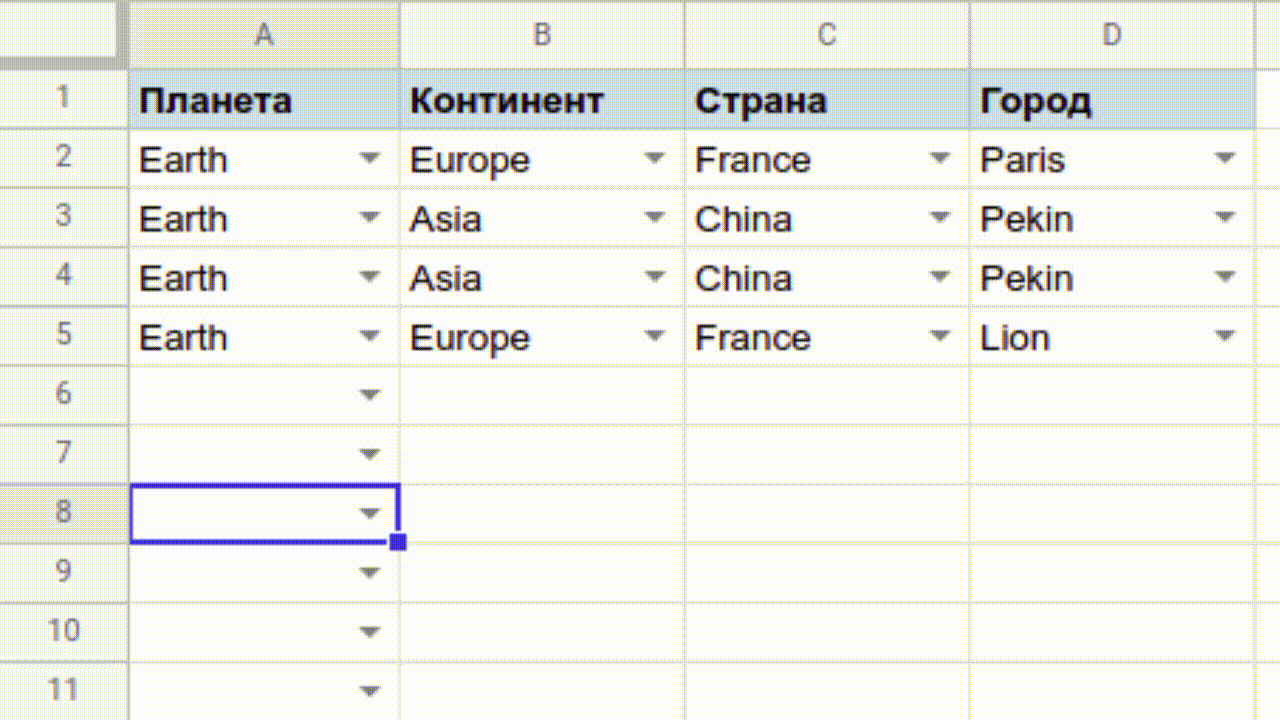 A B C D
1 Планета Континент Страна Город
2 Earth Europe France Paris
3 Earth Asia China Pekin
4 Earth Asia China Pekin
5 Earth Europe France Lion
6
7
8
9
10
11